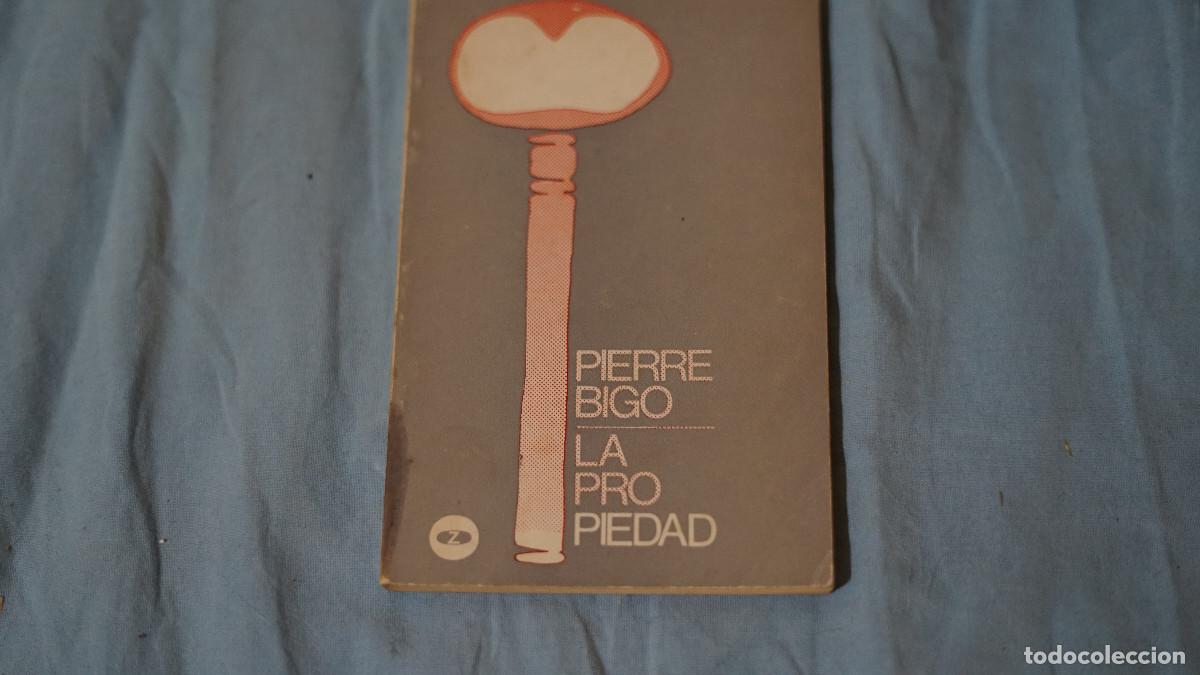 PIERRE
BIGO
LA
PRO
PIEDAD
Z
todocoleccion